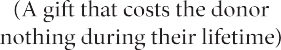 (A gift that costs the donor
nothing during their lifetime)